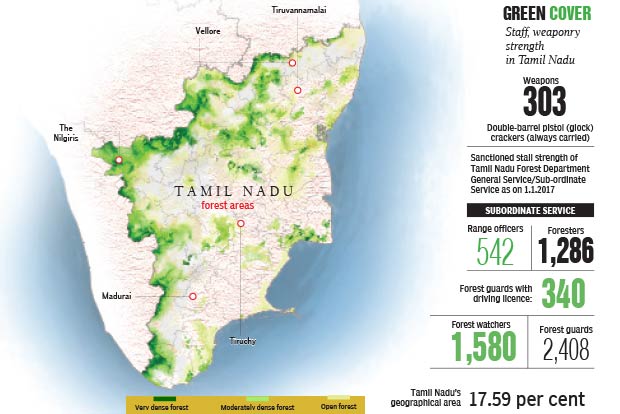 Tiruvannamalai
Vellore
The
Nilgiris
TAMIL NADU
forest areas
Madurai
Tiruchy
Very dense forest
Moderately dense forest
Open forest
GREEN COVER
Staff, weaponry
strength
in Tamil Nadu
Weapons
303
Double-barrel pistol (glock)
crackers (always carried)
Sanctioned stall strength of
Tamil Nadu Forest Department
General Service/Sub-ordinate
Service as on 1.1.2017
SUBORDINATE SERVICE
Range officers
542
Foresters
1,286
Forest guards with
driving licence:
340
Forest watchers
1,580
Forest guards
2,408
Tamil Nadu's
geographical area
17.59 per cent